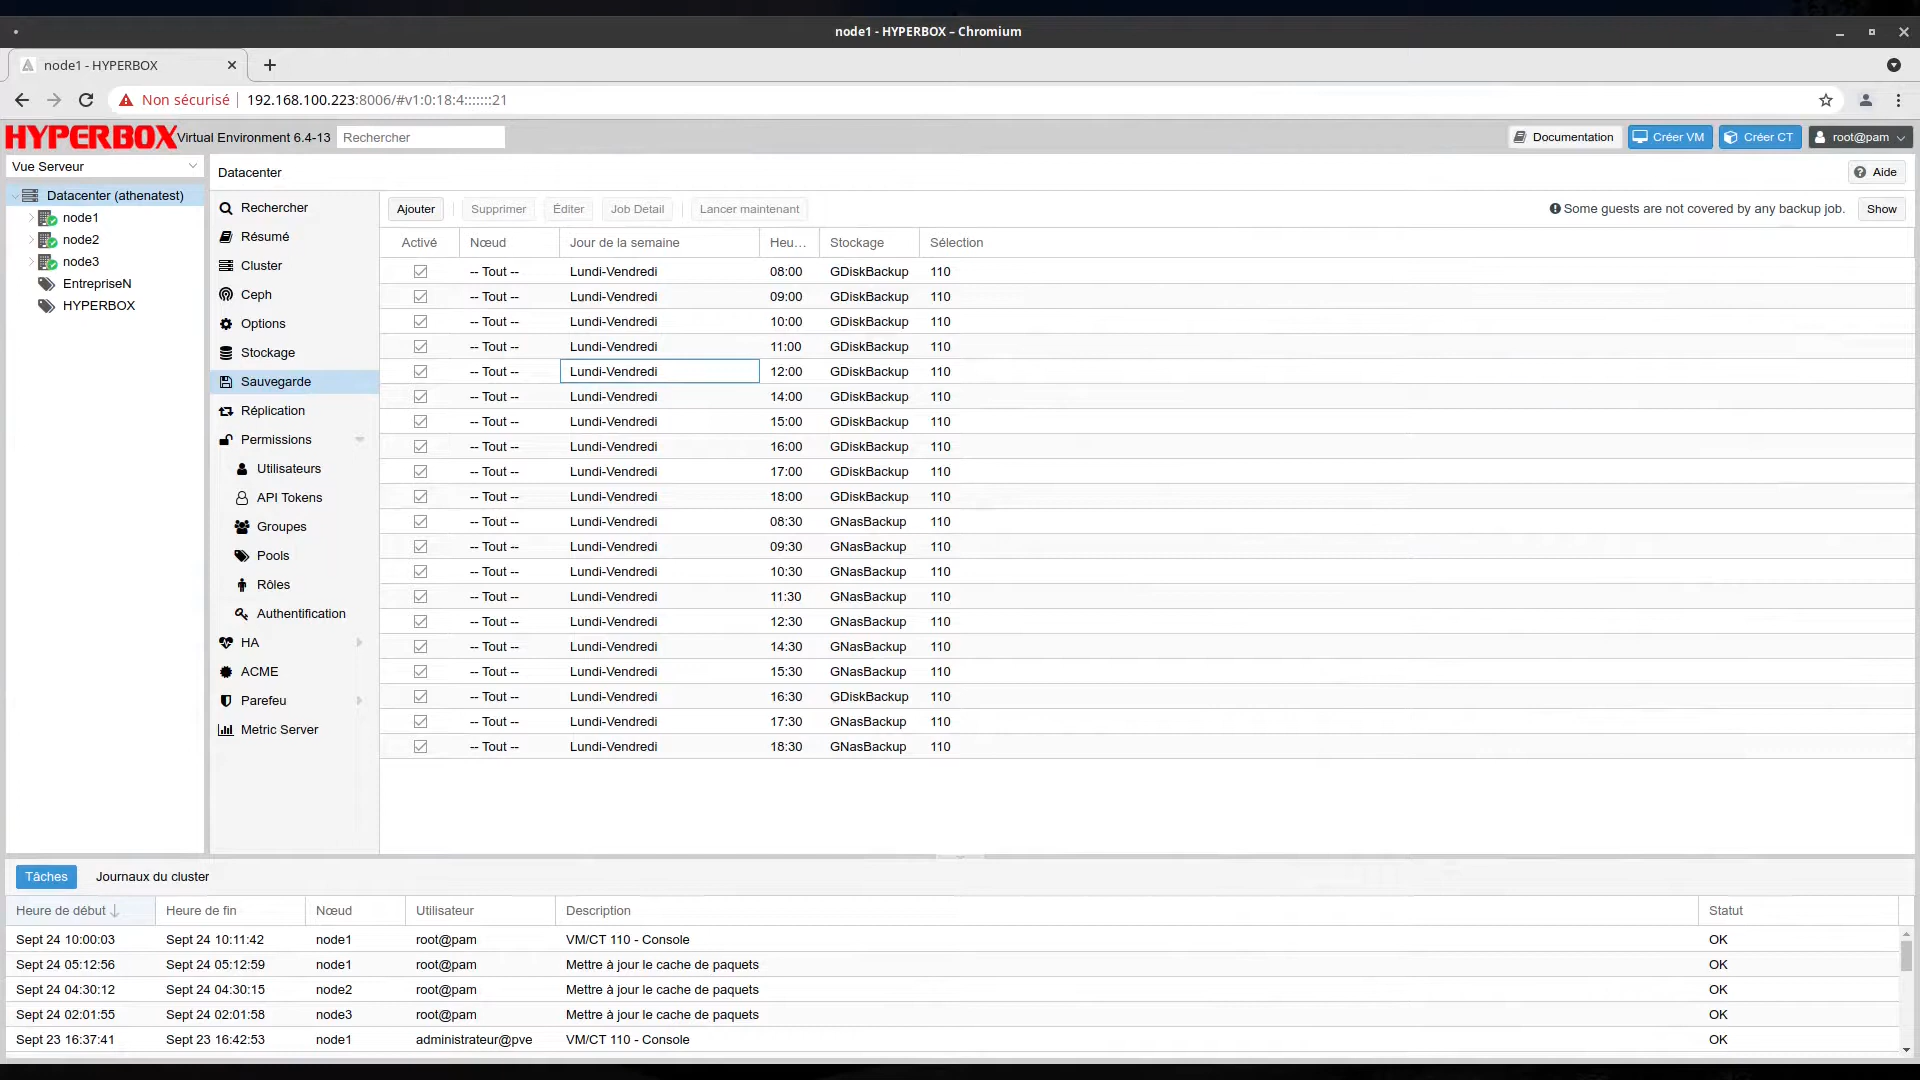 node1 - HYPERBOX – Chromium
node1 - HYPERBOX
Non sécurisé 192.168.100.223:8006/#v1:0:18:4:::::::21
HYPERBOX Virtual Environment 6.4-13 Rechercher Documentation Créer VM Créer CT root@pam
Vue Serveur
Datacenter (athenatest)
node1
node2
node3
EntrepriseN
HYPERBOX
Datacenter Aide
Rechercher
Résumé
Cluster
Ceph
Options
Stockage
Sauvegarde
Réplication
Permissions
Utilisateurs
API Tokens
Groupes
Pools
Rôles
Authentification
HA
ACME
Parefeu
Metric Server
Ajouter Supprimer Éditer Job Detail Lancer maintenant Some guests are not covered by any backup job. Show
Activé Nœud Jour de la semaine Heu... Stockage Sélection
-- Tout -- Lundi-Vendredi 08:00 GDiskBackup 110
-- Tout -- Lundi-Vendredi 09:00 GDiskBackup 110
-- Tout -- Lundi-Vendredi 10:00 GDiskBackup 110
-- Tout -- Lundi-Vendredi 11:00 GDiskBackup 110
-- Tout -- Lundi-Vendredi 12:00 GDiskBackup 110
-- Tout -- Lundi-Vendredi 14:00 GDiskBackup 110
-- Tout -- Lundi-Vendredi 15:00 GDiskBackup 110
-- Tout -- Lundi-Vendredi 16:00 GDiskBackup 110
-- Tout -- Lundi-Vendredi 17:00 GDiskBackup 110
-- Tout -- Lundi-Vendredi 18:00 GDiskBackup 110
-- Tout -- Lundi-Vendredi 08:30 GNasBackup 110
-- Tout -- Lundi-Vendredi 09:30 GNasBackup 110
-- Tout -- Lundi-Vendredi 10:30 GNasBackup 110
-- Tout -- Lundi-Vendredi 11:30 GNasBackup 110
-- Tout -- Lundi-Vendredi 12:30 GNasBackup 110
-- Tout -- Lundi-Vendredi 14:30 GNasBackup 110
-- Tout -- Lundi-Vendredi 15:30 GNasBackup 110
-- Tout -- Lundi-Vendredi 16:30 GDiskBackup 110
-- Tout -- Lundi-Vendredi 17:30 GNasBackup 110
-- Tout -- Lundi-Vendredi 18:30 GNasBackup 110
Tâches Journaux du cluster
Heure de début Heure de fin Nœud Utilisateur Description Statut
Sept 24 10:00:03 Sept 24 10:11:42 node1 root@pam VM/CT 110 - Console OK
Sept 24 05:12:56 Sept 24 05:12:59 node1 root@pam Mettre à jour le cache de paquets OK
Sept 24 04:30:12 Sept 24 04:30:15 node2 root@pam Mettre à jour le cache de paquets OK
Sept 24 02:01:55 Sept 24 02:01:58 node3 root@pam Mettre à jour le cache de paquets OK
Sept 23 16:37:41 Sept 23 16:42:53 node1 administrateur@pve VM/CT 110 - Console OK